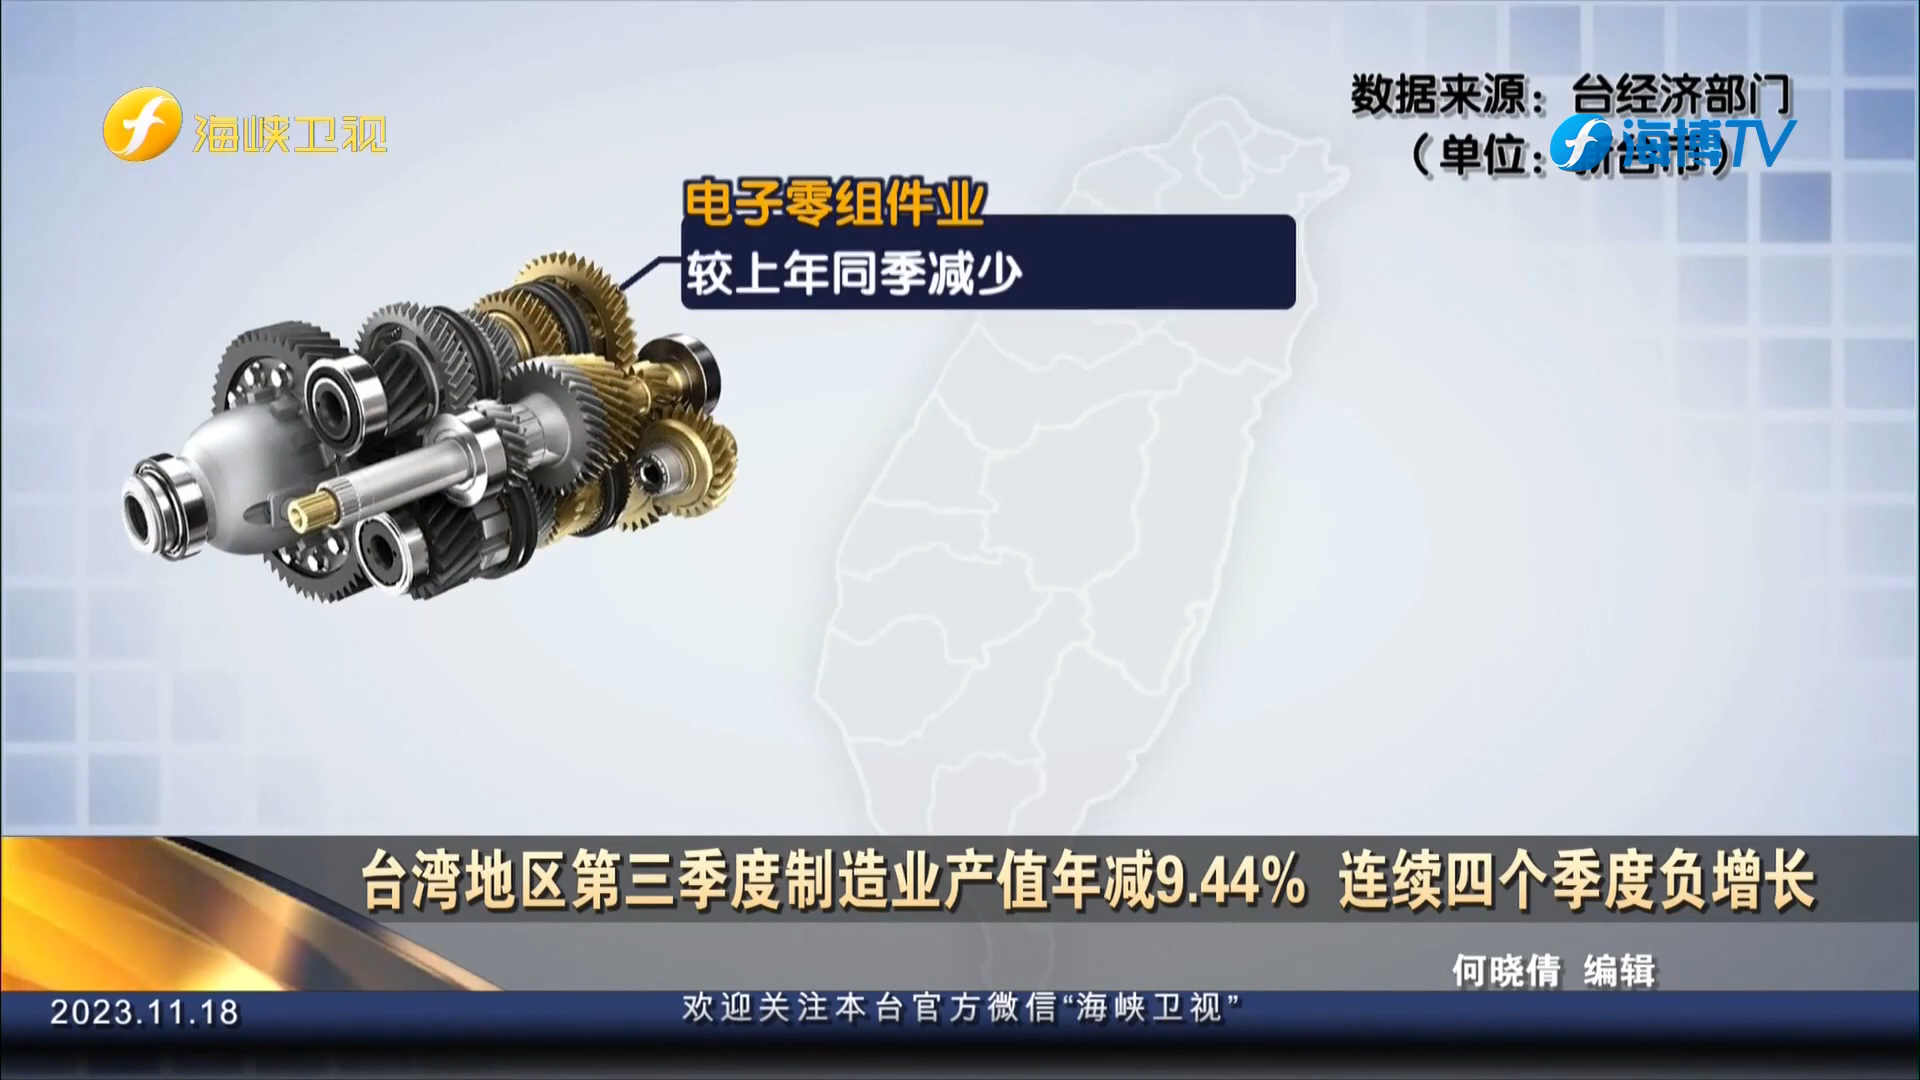 海峡卫视
数据来源：台经济部门
（单位：新台币）
海博TV
电子零组件业
较上年同季减少
台湾地区第三季度制造业产值年减9.44% 连续四个季度负增长
何晓倩 编辑
2023.11.18
欢迎关注本台官方微信“海峡卫视”